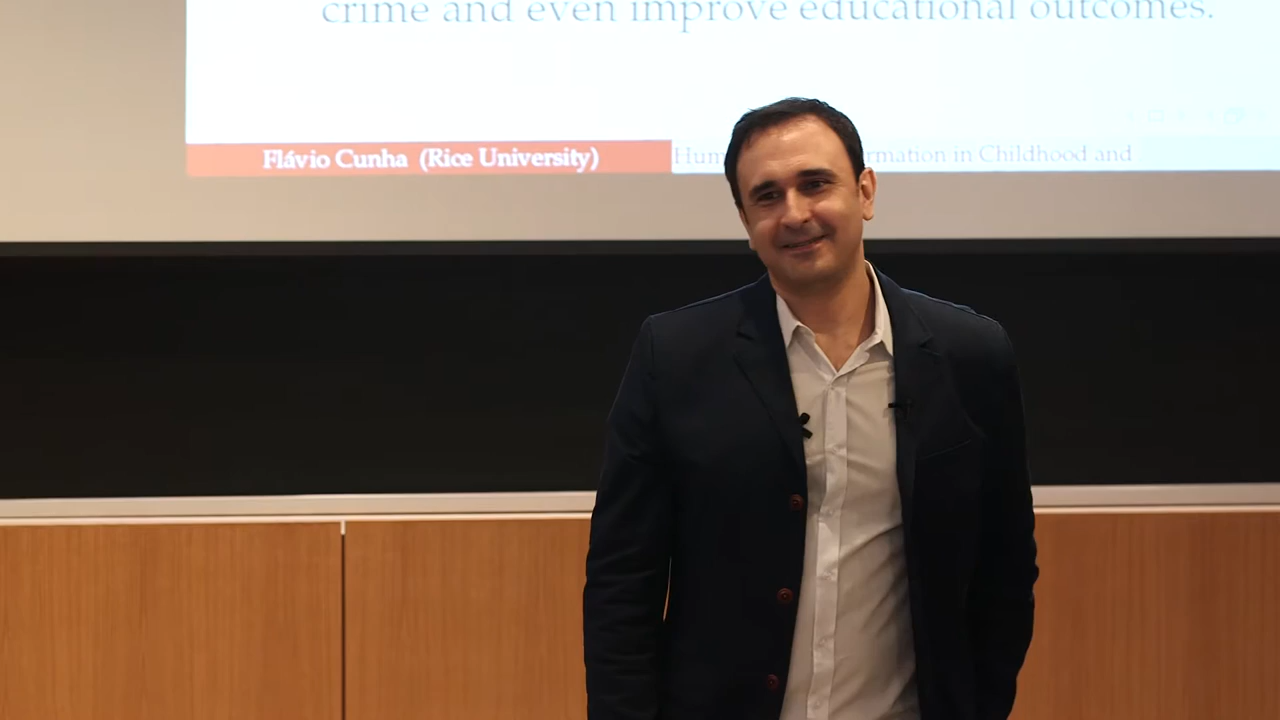 crime and even improve educational outcomes.
Flávio Cunha (Rice University)
Hum
rmation in Childhood and